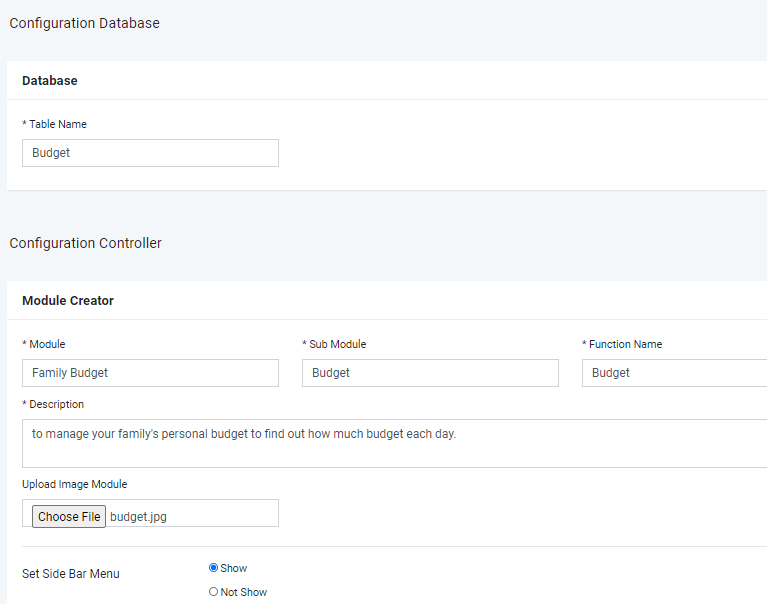 Configuration Database
Database
* Table Name
Budget
Configuration Controller
Module Creator
* Module * Sub Module * Function Name
Family Budget Budget Budget
* Description
to manage your family's personal budget to find out how much budget each day.
Upload Image Module
Choose File budget.jpg
Set Side Bar Menu Show
Not Show